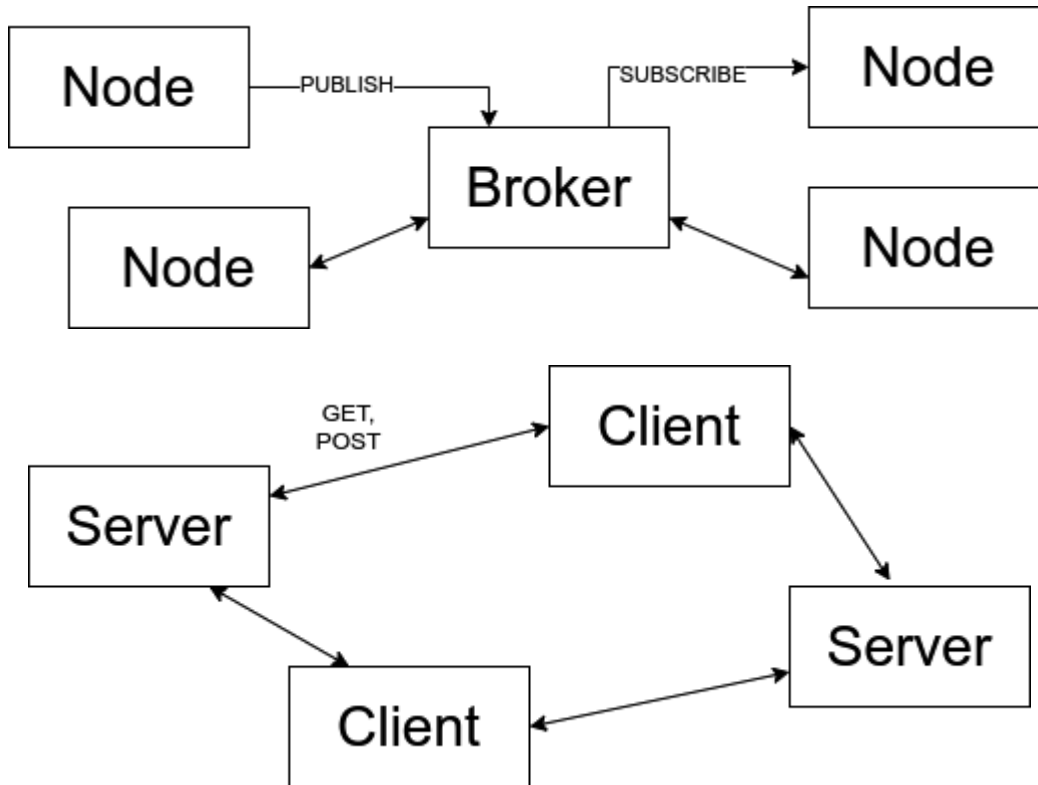 Node
PUBLISH
SUBSCRIBE
Node
Broker
Node
Node
GET,
POST
Client
Server
Server
Client